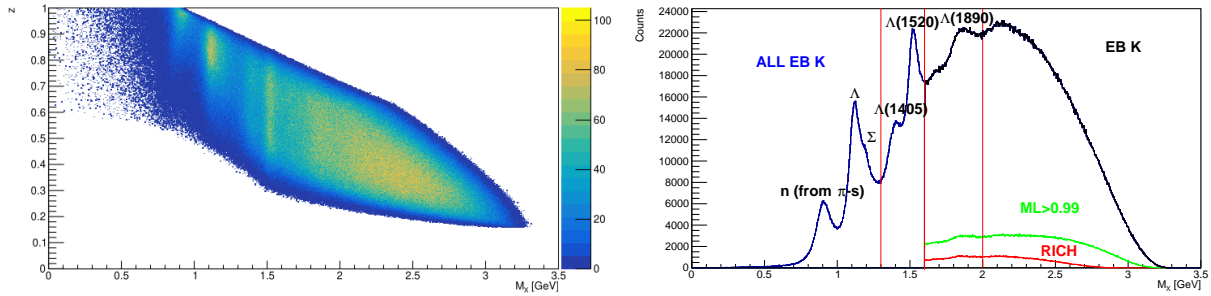 z
1
0.9
0.8
0.7
0.6
0.5
0.4
0.3
0.2
0.1
0
0 0.5 1 1.5 2 2.5 3 3.5
M_X [GeV]
100
80
60
40
20
0
Counts
24000
22000
20000
18000
16000
14000
12000
10000
8000
6000
4000
2000
0
0 0.5 1 1.5 2 2.5 3 3.5
M_X [GeV]
Λ(1520) Λ(1890)
ALL EB K
EB K
Λ
Λ(1405)
Σ
n (from π-s)
ML>0.99
RICH